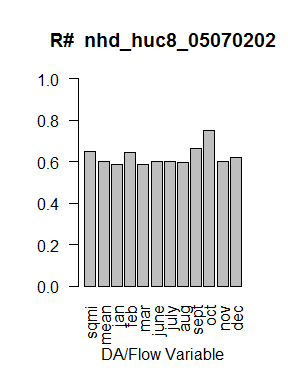 R#  nhd_huc8_05070202
1.0
0.8
0.6
0.4
0.2
0.0
sqmi
mean
jan
feb
mar
june
july
aug
sept
oct
nov
dec
DA/Flow Variable